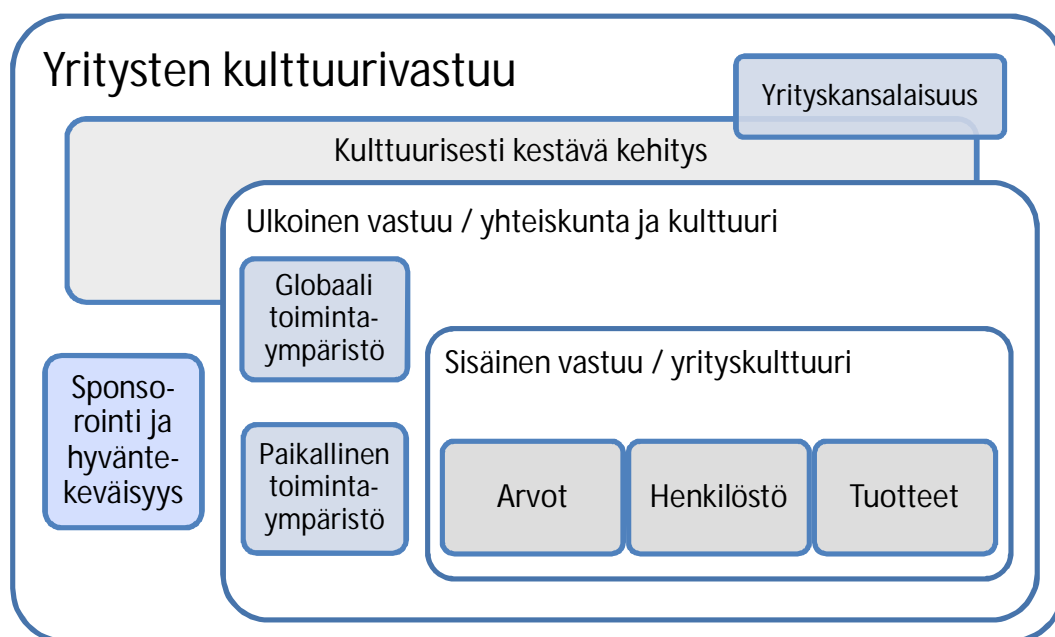 Yritysten kulttuurivastuu
Yrityskansalaisuus
Kulttuurisesti kestävä kehitys
Ulkoinen vastuu / yhteiskunta ja kulttuuri
Globaali
toiminta-
ympäristö
Sisäinen vastuu / yrityskulttuuri
Sponso-
rointi ja
hyvänte-
keväisyys
Paikallinen
toiminta-
ympäristö
Arvot
Henkilöstö
Tuotteet